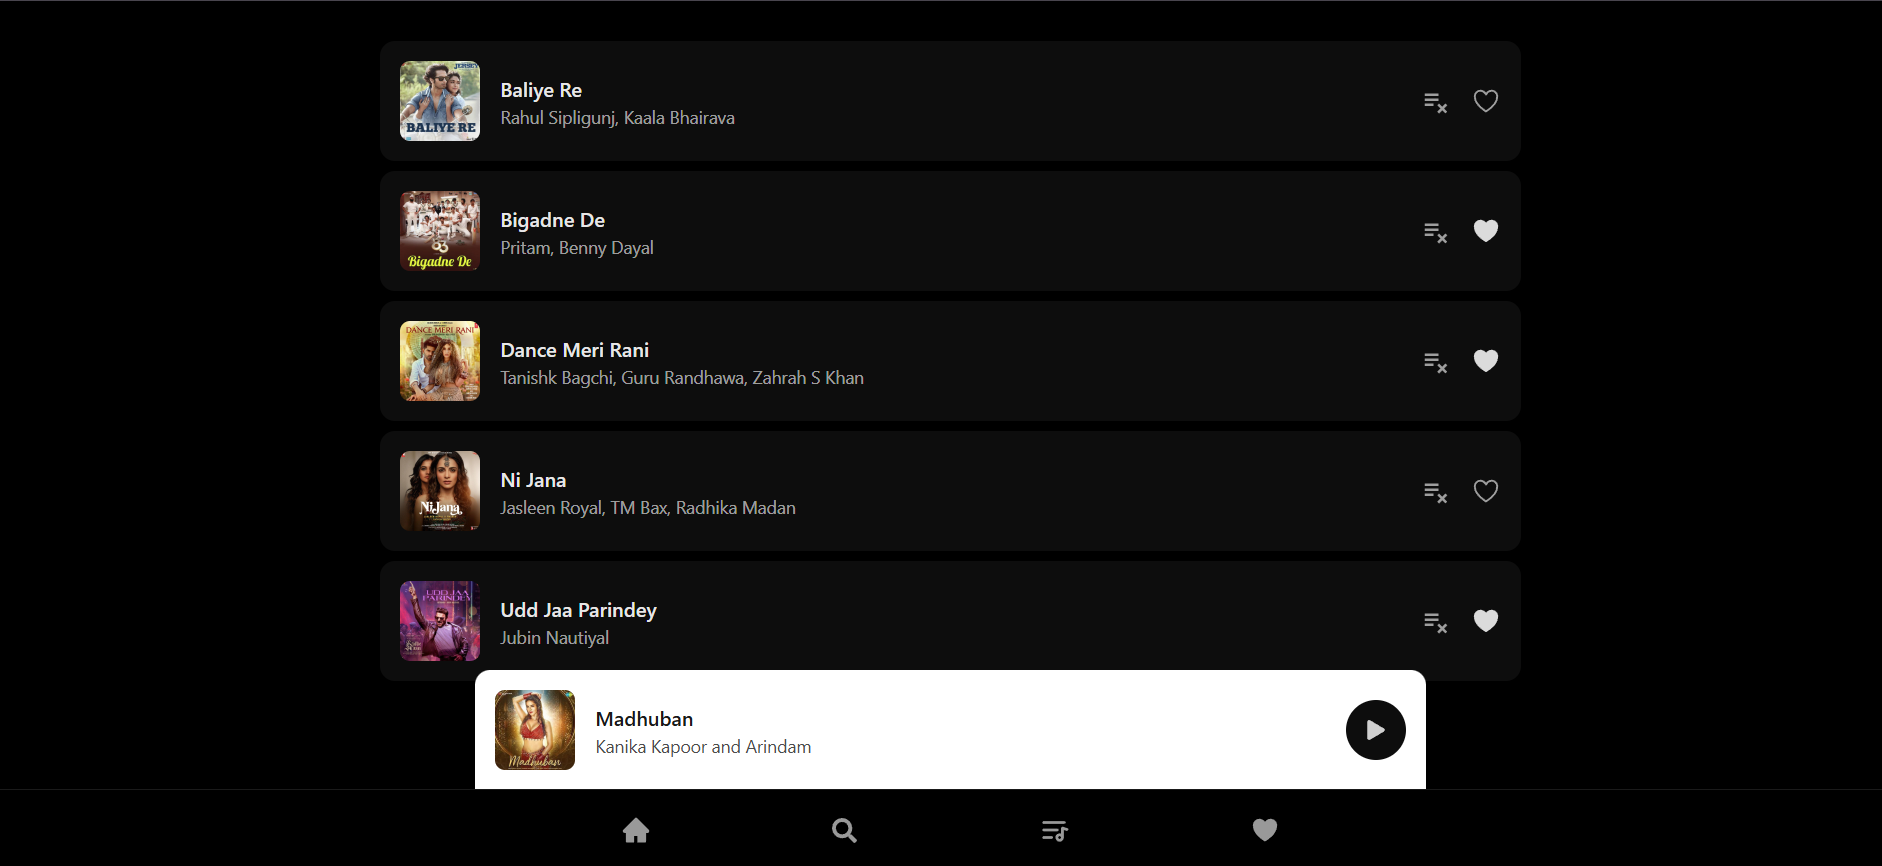 JERSEY
BALIYE RE
Baliye Re
Rahul Sipligunj, Kaala Bhairava
83
Bigadne De
Bigadne De
Pritam, Benny Dayal
DANCE MERI RANI
Dance Meri Rani
Tanishk Bagchi, Guru Randhawa, Zahrah S Khan
Ni Jana
Ni Jana
Jasleen Royal, TM Bax, Radhika Madan
UDD JAA
PARINDEY
Udd Jaa Parindey
Jubin Nautiyal
Madhuban
Madhuban
Kanika Kapoor and Arindam